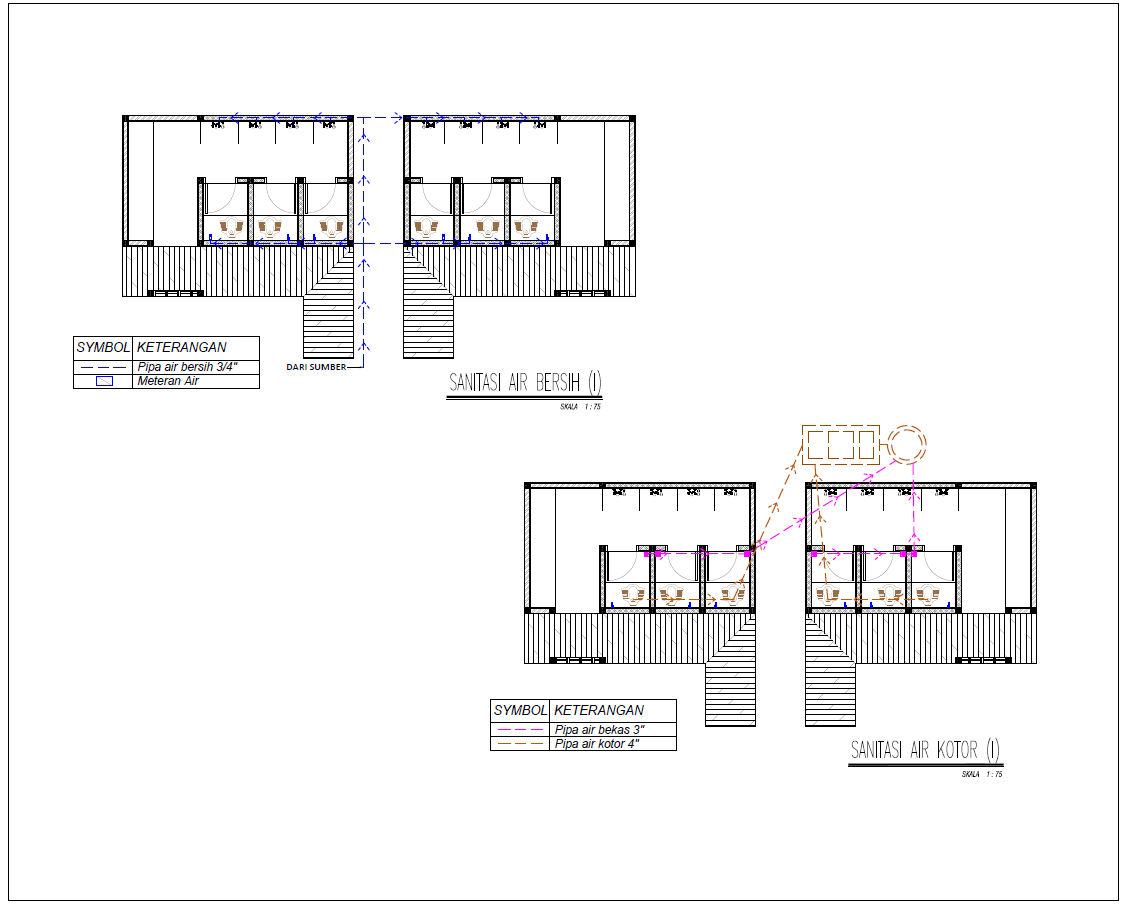 SYMBOL KETERANGAN
Pipa air bersih 3/4"
Meteran Air
DARI SUMBER
SANITASI AIR BERSIH (I)
SKALA 1 : 75
SYMBOL KETERANGAN
Pipa air bekas 3"
Pipa air kotor 4"
SANITASI AIR KOTOR (I)
SKALA 1 : 75